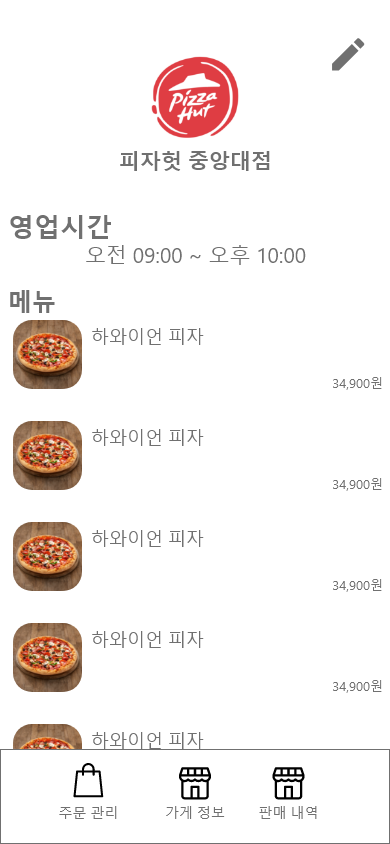 Pizza
Hut
피자헛 중앙대점
영업시간
오전 09:00 ~ 오후 10:00
메뉴
하와이언 피자
34,900원
하와이언 피자
34,900원
하와이언 피자
34,900원
하와이언 피자
34,900원
하와이언 피자
주문 관리
가게 정보
판매 내역